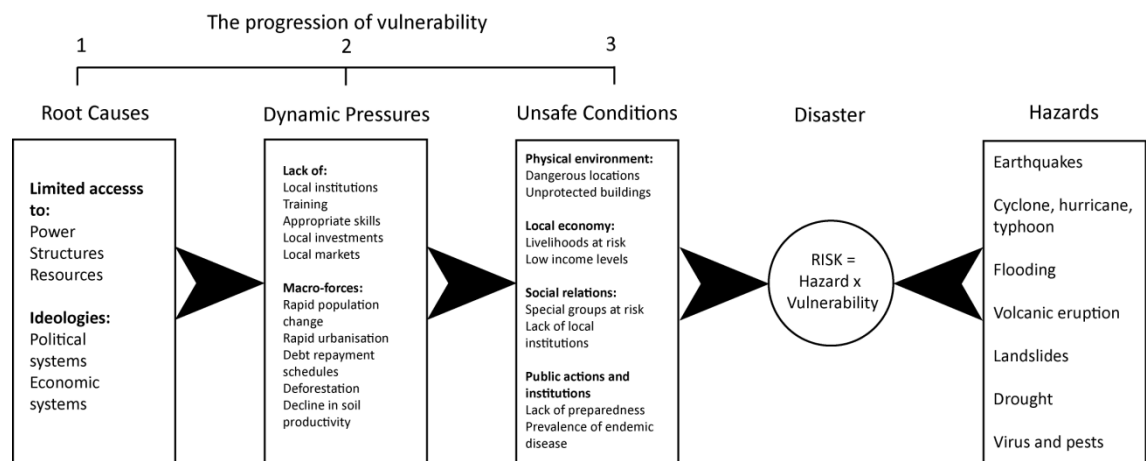 The progression of vulnerability
1
2
3
Root Causes
Limited accesss
to:
Power
Structures
Resources
Ideologies:
Political
systems
Economic
systems
Dynamic Pressures
Lack of:
Local institutions
Training
Appropriate skills
Local investments
Local markets
Macro-forces:
Rapid population
change
Rapid urbanisation
Debt repayment
schedules
Deforestation
Decline in soil
productivity
Unsafe Conditions
Physical environment:
Dangerous locations
Unprotected buildings
Local economy:
Livelihoods at risk
Low income levels
Social relations:
Special groups at risk
Lack of local
institutions
Public actions and
institutions
Lack of preparedness
Prevalence of endemic
disease
Disaster
RISK =
Hazard x
Vulnerability
Hazards
Earthquakes
Cyclone, hurricane,
typhoon
Flooding
Volcanic eruption
Landslides
Drought
Virus and pests